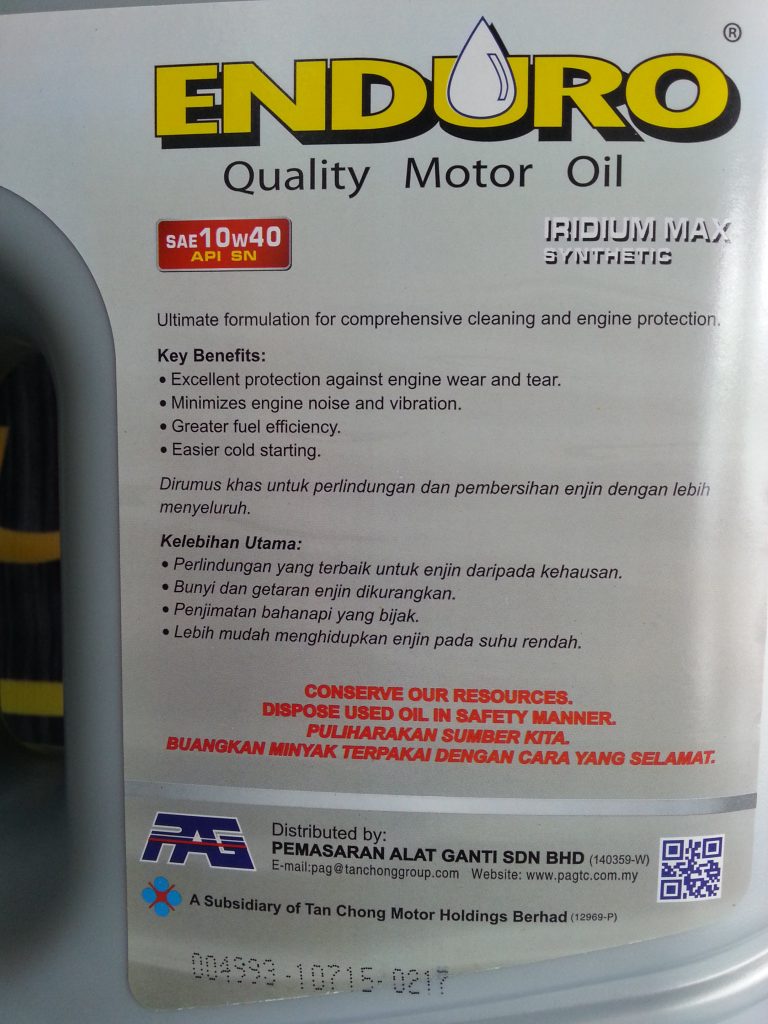 ENDURO ®
Quality Motor Oil
SAE 10W40
API SN
IRIDIUM MAX
SYNTHETIC
Ultimate formulation for comprehensive cleaning and engine protection.
Key Benefits:
• Excellent protection against engine wear and tear.
• Minimizes engine noise and vibration.
• Greater fuel efficiency.
• Easier cold starting.
Dirumus khas untuk perlindungan dan pembersihan enjin dengan lebih
menyeluruh.
Kelebihan Utama:
• Perlindungan yang terbaik untuk enjin daripada kehausan.
• Bunyi dan getaran enjin dikurangkan.
• Penjimatan bahanapi yang bijak.
• Lebih mudah menghidupkan enjin pada suhu rendah.
CONSERVE OUR RESOURCES.
DISPOSE USED OIL IN SAFETY MANNER.
PULIHARAKAN SUMBER KITA.
BUANGKAN MINYAK TERPAKAI DENGAN CARA YANG SELAMAT.
PAG
Distributed by:
PEMASARAN ALAT GANTI SDN BHD (140359-W)
E-mail:pag@tanchonggroup.com Website: www.pagtc.com.my
A Subsidiary of Tan Chong Motor Holdings Berhad (12969-P)
004993-10715-0217